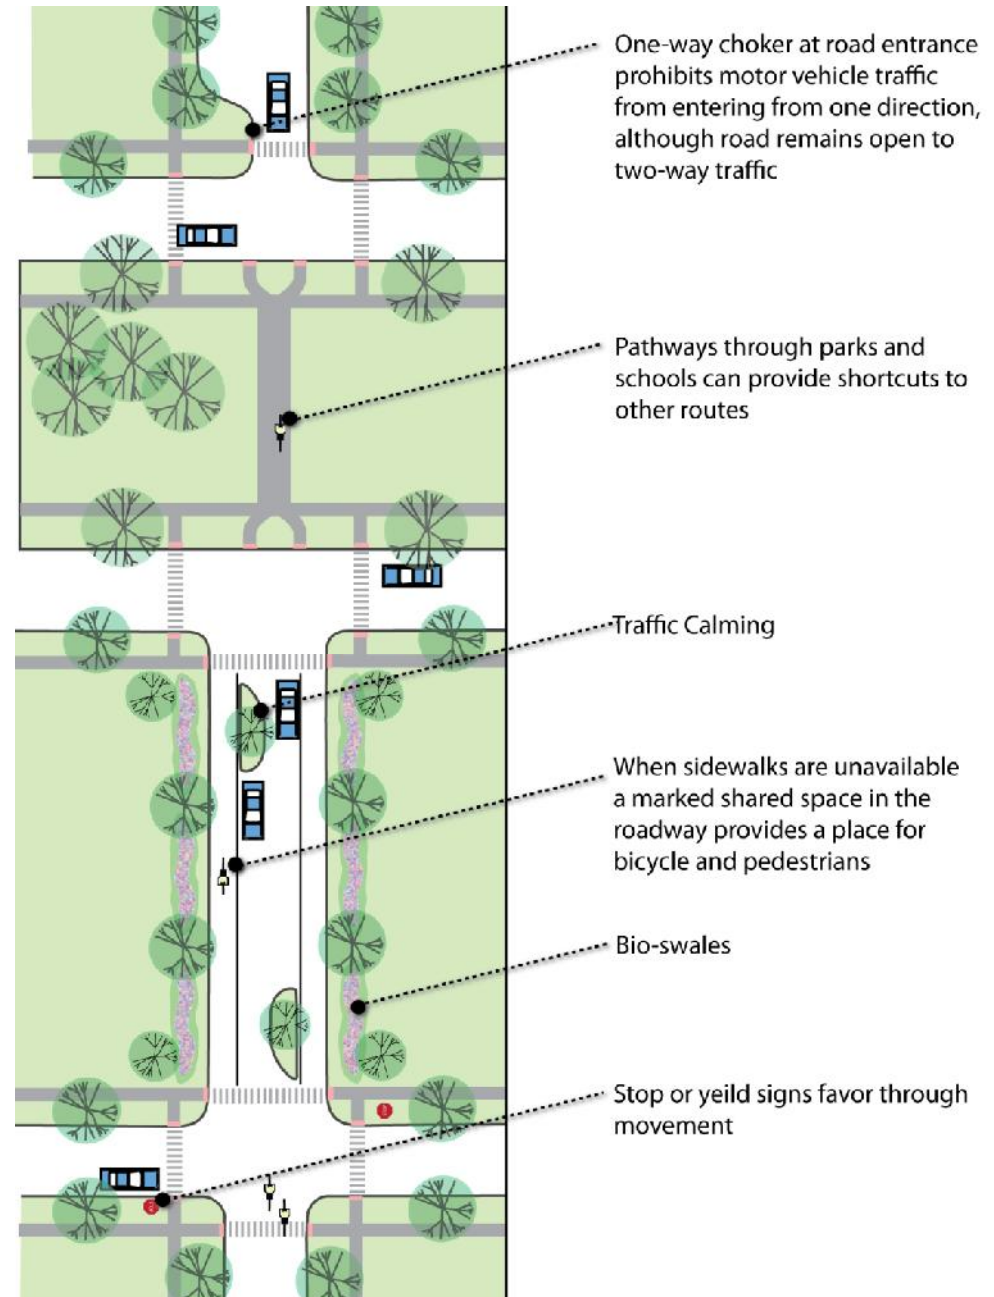 One-way choker at road entrance
prohibits motor vehicle traffic
from entering from one direction,
although road remains open to
two-way traffic
Pathways through parks and
schools can provide shortcuts to
other routes
Traffic Calming
When sidewalks are unavailable
a marked shared space in the
roadway provides a place for
bicycle and pedestrians
Bio-swales
Stop or yeild signs favor through
movement